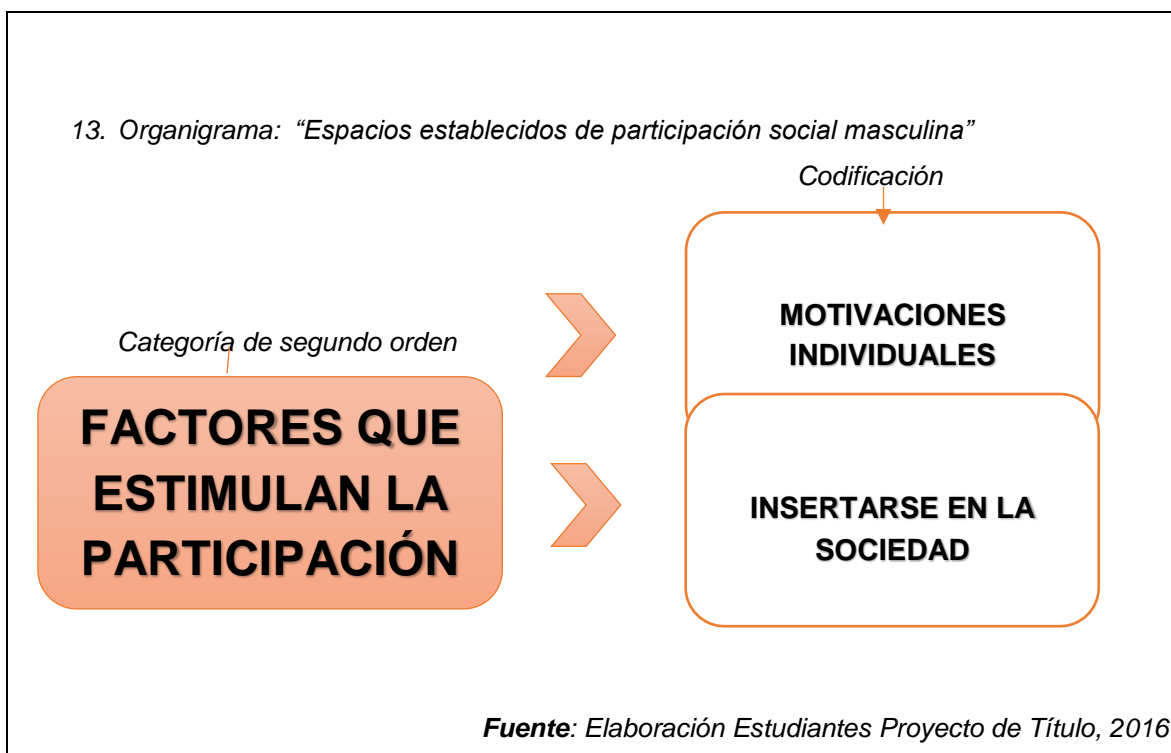 13. Organigrama: “Espacios establecidos de participación social masculina”
Codificación
MOTIVACIONES
INDIVIDUALES
Categoría de segundo orden
FACTORES QUE
ESTIMULAN LA
PARTICIPACIÓN
INSERTARSE EN LA
SOCIEDAD
Fuente: Elaboración Estudiantes Proyecto de Título, 2016